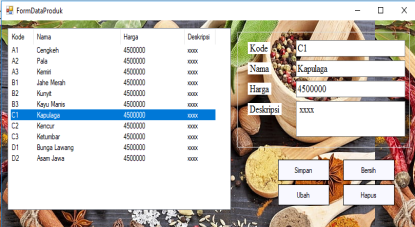 FormDataProduk
Kode Nama Harga Deskripsi
A1 Cengkeh 4500000 xxxx
A2 Pala 4500000 xxxx
A3 Kemiri 4500000 xxxx
B1 Jahe Merah 4500000 xxxx
B2 Kunyit 4500000 xxxx
B3 Kayu Manis 4500000 xxxx
C1 Kapulaga 4500000 xxxx
C2 Kencur 4500000 xxxx
C3 Ketumbar 4500000 xxxx
D1 Bunga Lawang 4500000 xxxx
D2 Asam Jawa 4500000 xxxx
Kode C1
Nama Kapulaga
Harga 4500000
Deskripsi xxxx
Simpan Bersih
Ubah Hapus